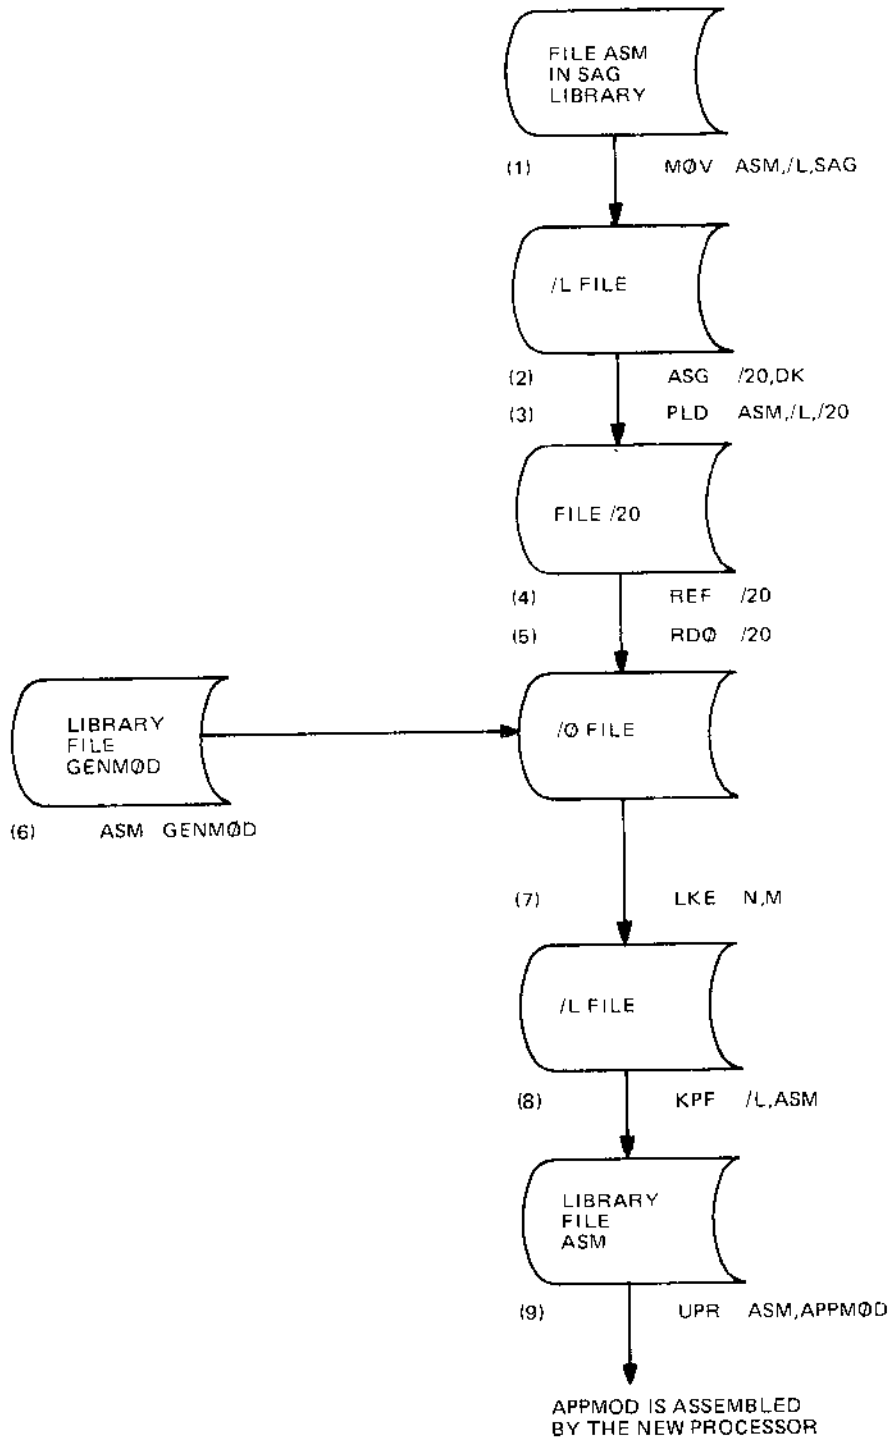 FILE ASM
IN SAG
LIBRARY
(1) MØV ASM,/L,SAG
/L FILE
(2) ASG /20,DK
(3) PLD ASM,/L,/20
FILE /20
(4) REF /20
(5) RDØ /20
LIBRARY
FILE
GENMØD
/Ø FILE
(6) ASM GENMØD
(7) LKE N,M
/L FILE
(8) KPF /L,ASM
LIBRARY
FILE
ASM
(9) UPR ASM,APPMØD
APPMOD IS ASSEMBLED
BY THE NEW PROCESSOR